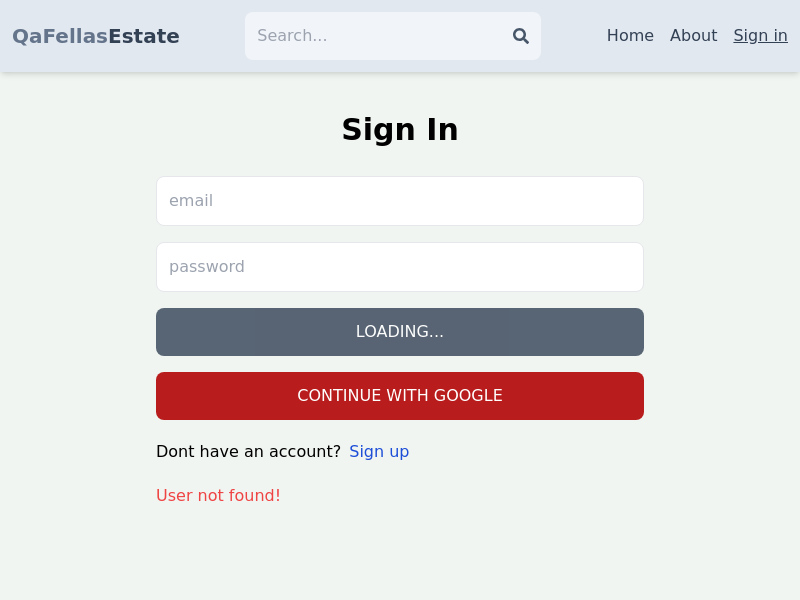 QaFellasEstate
Search...
Home
About
Sign in
Sign In
email
password
LOADING...
CONTINUE WITH GOOGLE
Dont have an account? Sign up
User not found!